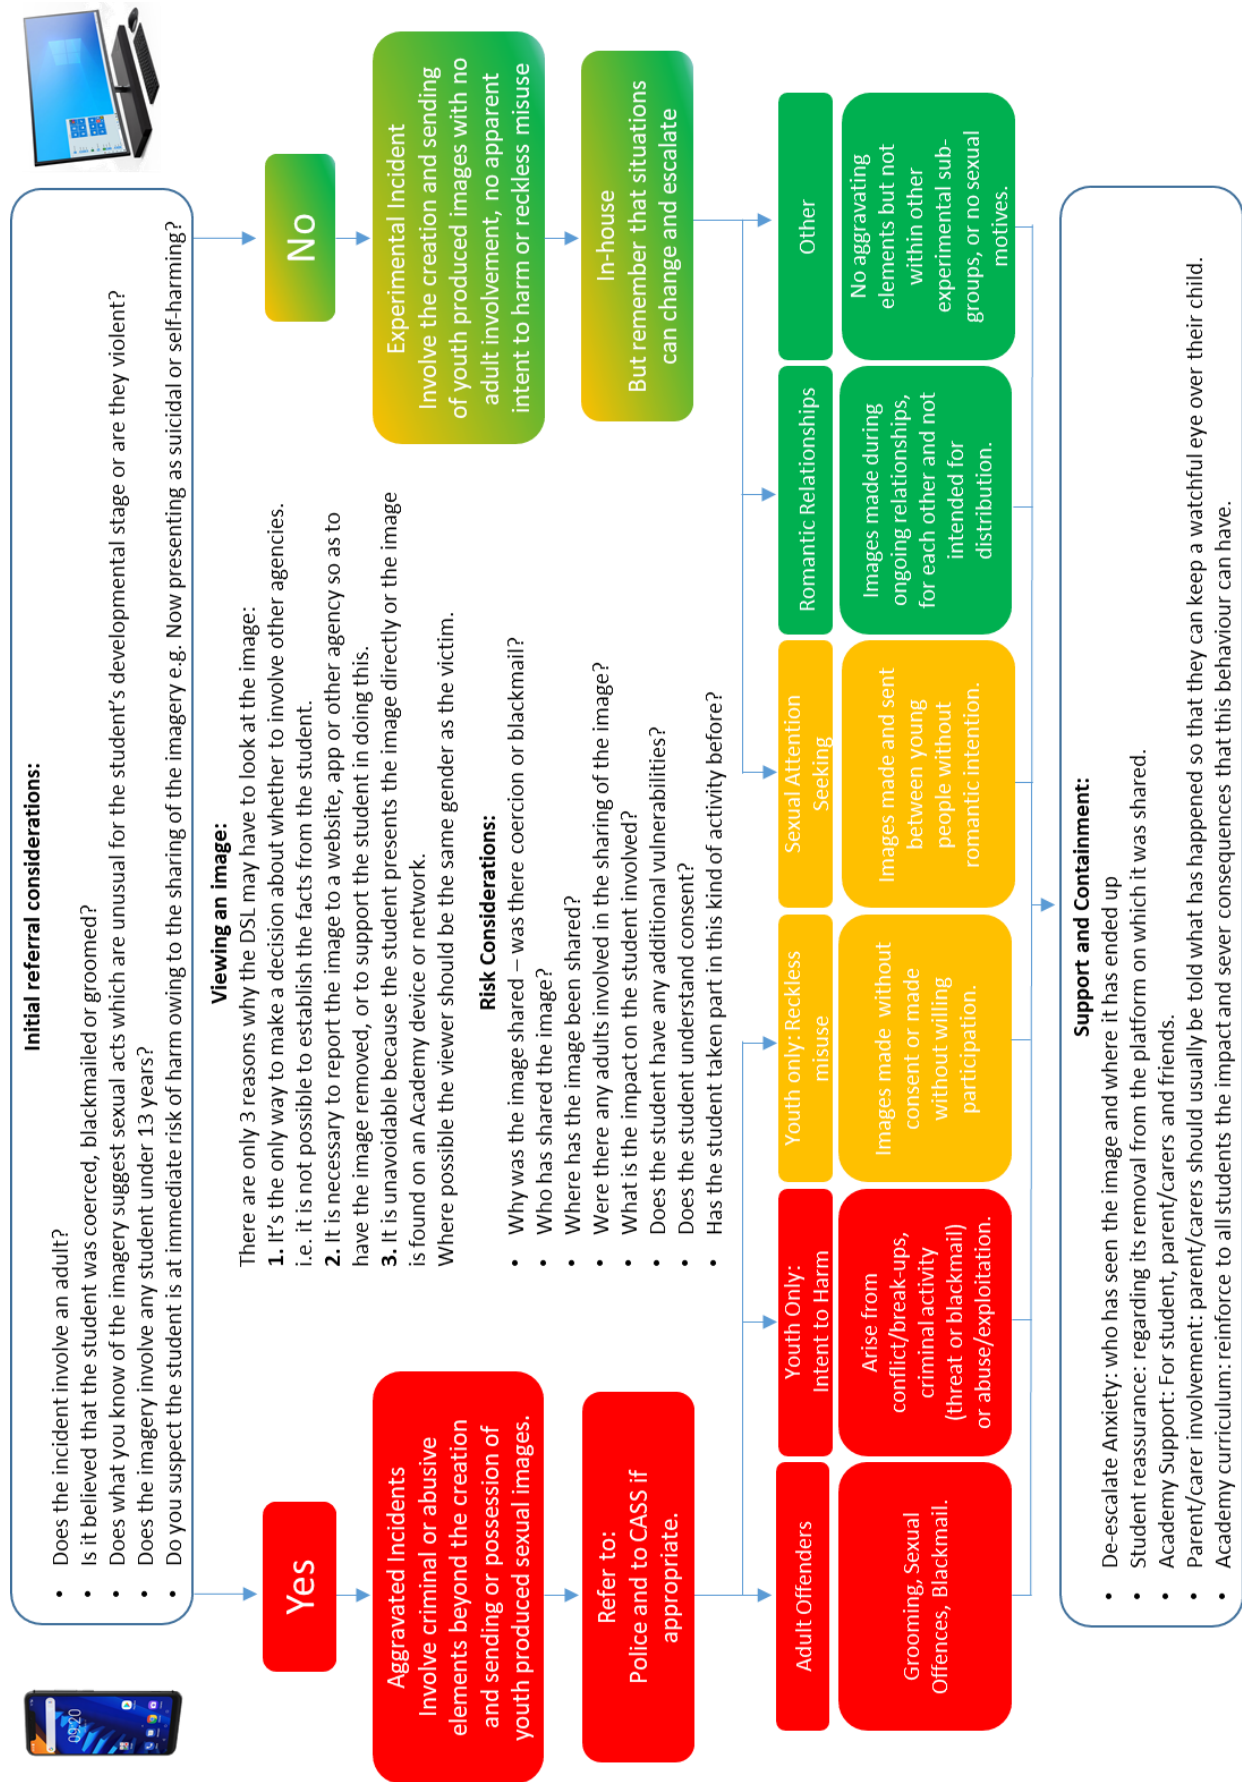 09:20
Initial referral considerations:
• Does the incident involve an adult?
• Is it believed that the student was coerced, blackmailed or groomed?
• Does what you know of the imagery suggest sexual acts which are unusual for the student's developmental stage or are they violent?
• Does the imagery involve any student under 13 years?
• Do you suspect the student is at immediate risk of harm owing to the sharing of the imagery e.g. Now presenting as suicidal or self-harming?
Yes
Aggravated Incidents
Involve criminal or abusive
elements beyond the creation
and sending or possession of
youth produced sexual images.
Refer to:
Police and to CASS if
appropriate.
Viewing an image:
There are only 3 reasons why the DSL may have to look at the image:
1. It's the only way to make a decision about whether to involve other agencies.
i.e. it is not possible to establish the facts from the student.
2. It is necessary to report the image to a website, app or other agency so as to
have the image removed, or to support the student in doing this.
3. It is unavoidable because the student presents the image directly or the image
is found on an Academy device or network.
Where possible the viewer should be the same gender as the victim.
Risk Considerations:
• Why was the image shared – was there coercion or blackmail?
• Who has shared the image?
• Where has the image been shared?
• Were there any adults involved in the sharing of the image?
• What is the impact on the student involved?
• Does the student have any additional vulnerabilities?
• Does the student understand consent?
• Has the student taken part in this kind of activity before?
No
Experimental Incident
Involve the creation and sending
of youth produced images with no
adult involvement, no apparent
intent to harm or reckless misuse
In-house
But remember that situations
can change and escalate
Adult Offenders
Grooming, Sexual
Offences, Blackmail.
Youth Only:
Intent to Harm
Arise from
conflict/break-ups,
criminal activity
(threat or blackmail)
or abuse/exploitation.
Youth only: Reckless
misuse
Images made without
consent or made
without willing
participation.
Sexual Attention
Seeking
Images made and sent
between young
people without
romantic intention.
Romantic Relationships
Images made during
ongoing relationships,
for each other and not
intended for
distribution.
Other
No aggravating
elements but not
within other
experimental sub-
groups, or no sexual
motives.
Support and Containment:
• De-escalate Anxiety: who has seen the image and where it has ended up
• Student reassurance: regarding its removal from the platform on which it was shared.
• Academy Support: For student, parent/carers and friends.
• Parent/carer involvement: parent/carers should usually be told what has happened so that they can keep a watchful eye over their child.
• Academy curriculum: reinforce to all students the impact and sever consequences that this behaviour can have.